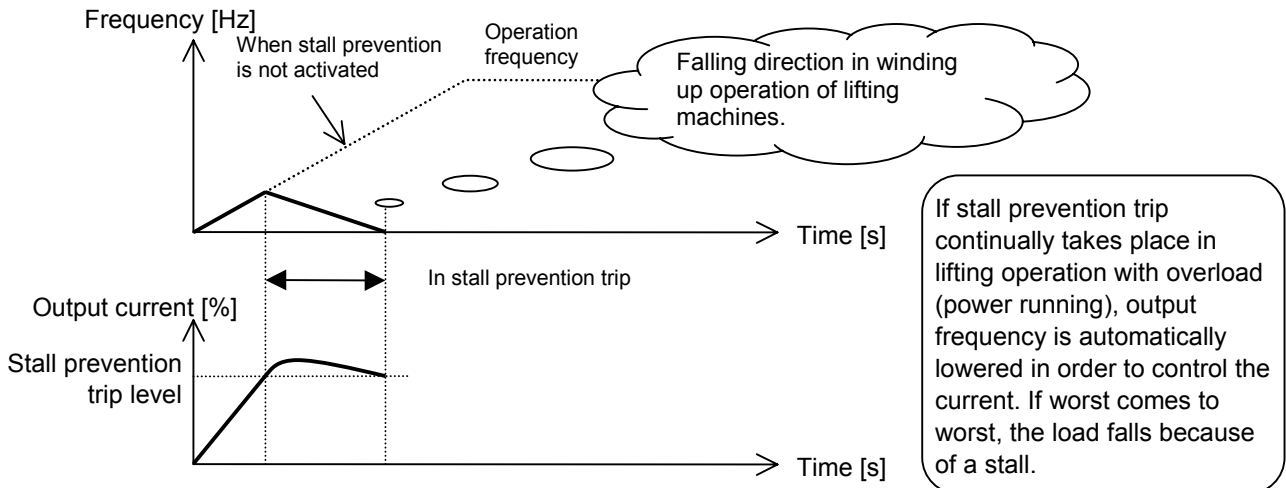 Frequency [Hz]
When stall prevention
is not activated
Operation
frequency
Falling direction in winding
up operation of lifting
machines.
Time [s]
In stall prevention trip
Output current [%]
Stall prevention
trip level
Time [s]
If stall prevention trip
continually takes place in
lifting operation with overload
(power running), output
frequency is automatically
lowered in order to control the
current. If worst comes to
worst, the load falls because
of a stall.